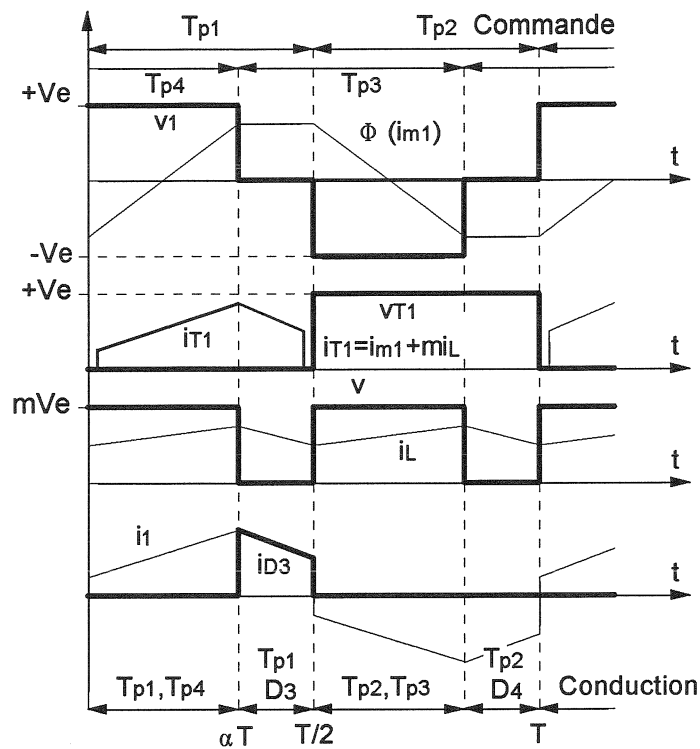 Tp1 Tp2 Commande
Tp4 Tp3
+Ve
v1 Φ (im1)
t
-Ve
+Ve
vT1
iT1 iT1=im1+miL
t
v
mVe
iL t
i1
iD3 t
Tp1 Tp2
Tp1,Tp4 D3 Tp2,Tp3 D4 Conduction
αT T/2 T